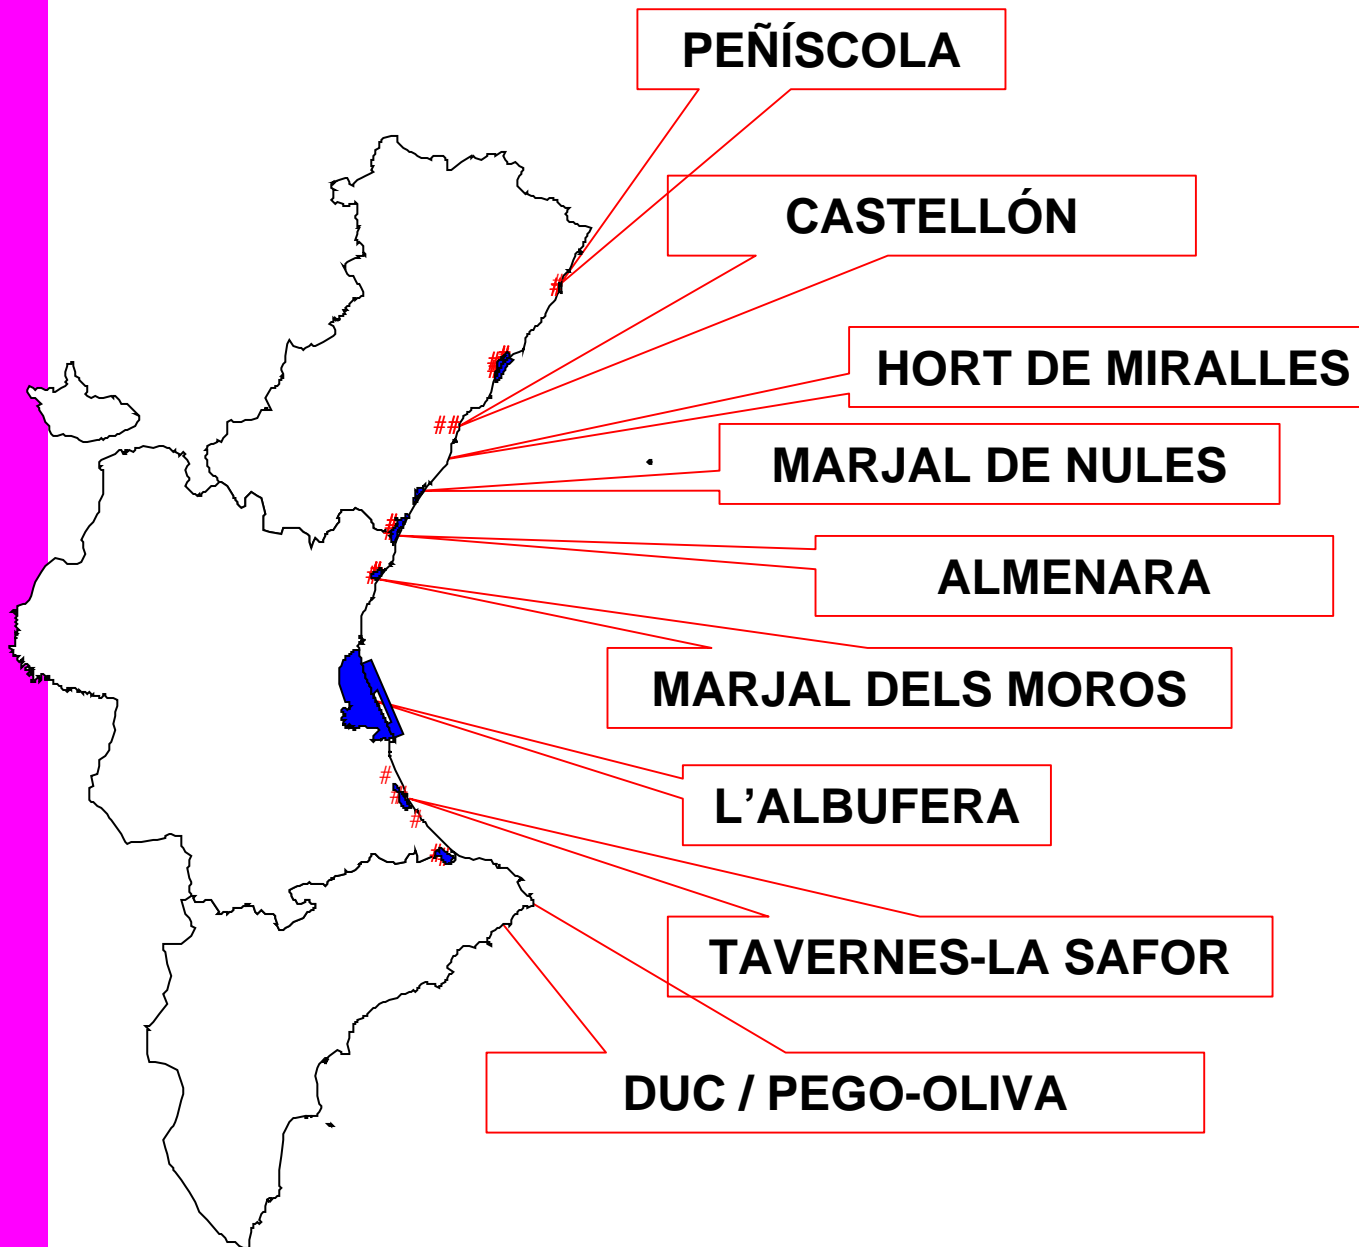 PEÑÍSCOLA
CASTELLÓN
HORT DE MIRALLES
MARJAL DE NULES
ALMENARA
MARJAL DELS MOROS
L’ALBUFERA
TAVERNES-LA SAFOR
DUC / PEGO-OLIVA